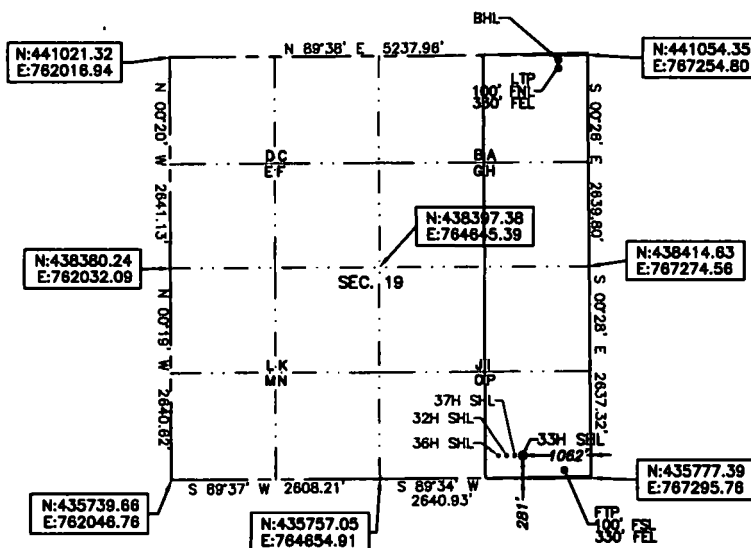 BHL
N 89°38' E 5237.96'
N:441021.32
E:762016.94
N:441054.35
E:767254.80
LTP
100' FNL
330' FEL
N 00°20' W 2641.13'
S 00°28' E 2639.80'
D C
E F
B A
G H
N:438397.38
E:764645.39
N:438380.24
E:762032.09
N:438414.63
E:767274.56
SEC. 19
N 00°19' W 2640.62'
S 00°28' E 2637.32'
L K
M N
J I
O P
37H SHL
32H SHL
36H SHL
33H SHL
1062'
281'
N:435777.39
E:767295.76
S 89°37' W 2608.21'
S 89°34' W
2640.93'
N:435739.66
E:762046.76
N:435757.05
E:764654.91
FTP
100' FSL
330' FEL